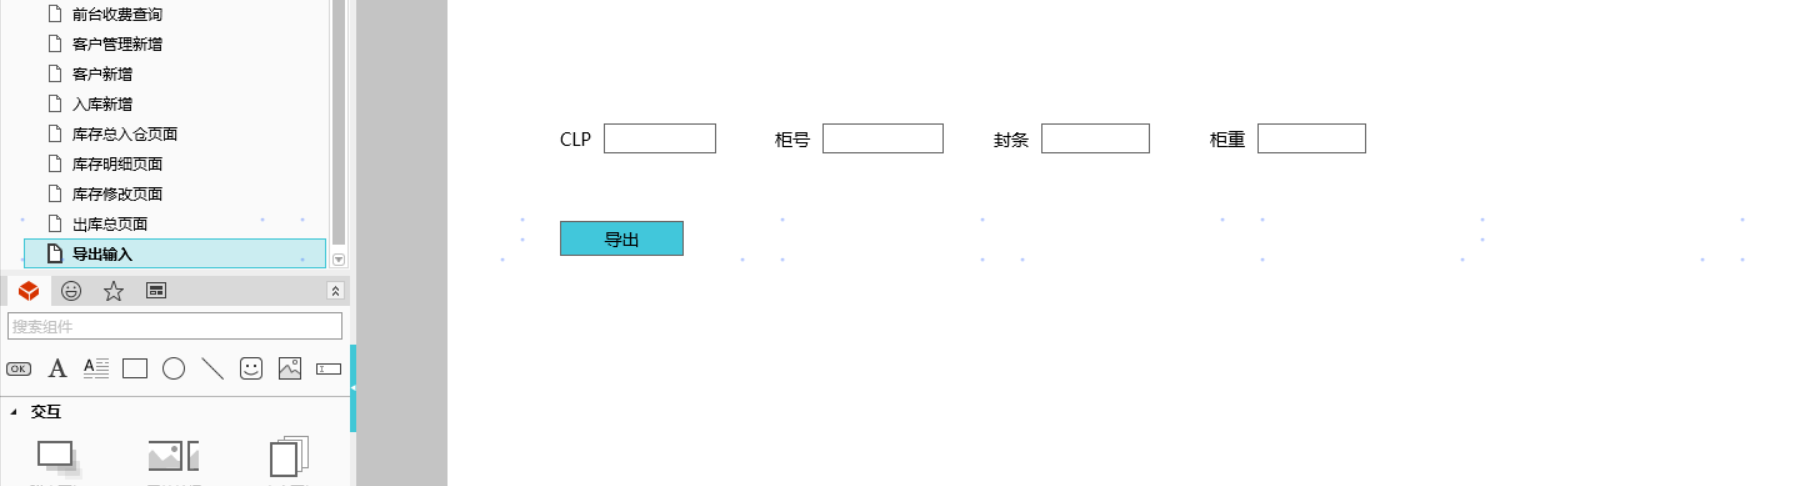 前台收费查询
客户管理新增
客户新增
入库新增
库存总入仓页面
库存明细页面
库存修改页面
出库总页面
导出输入
搜索组件
OK A A
交互
CLP 柜号 封条 柜重
导出